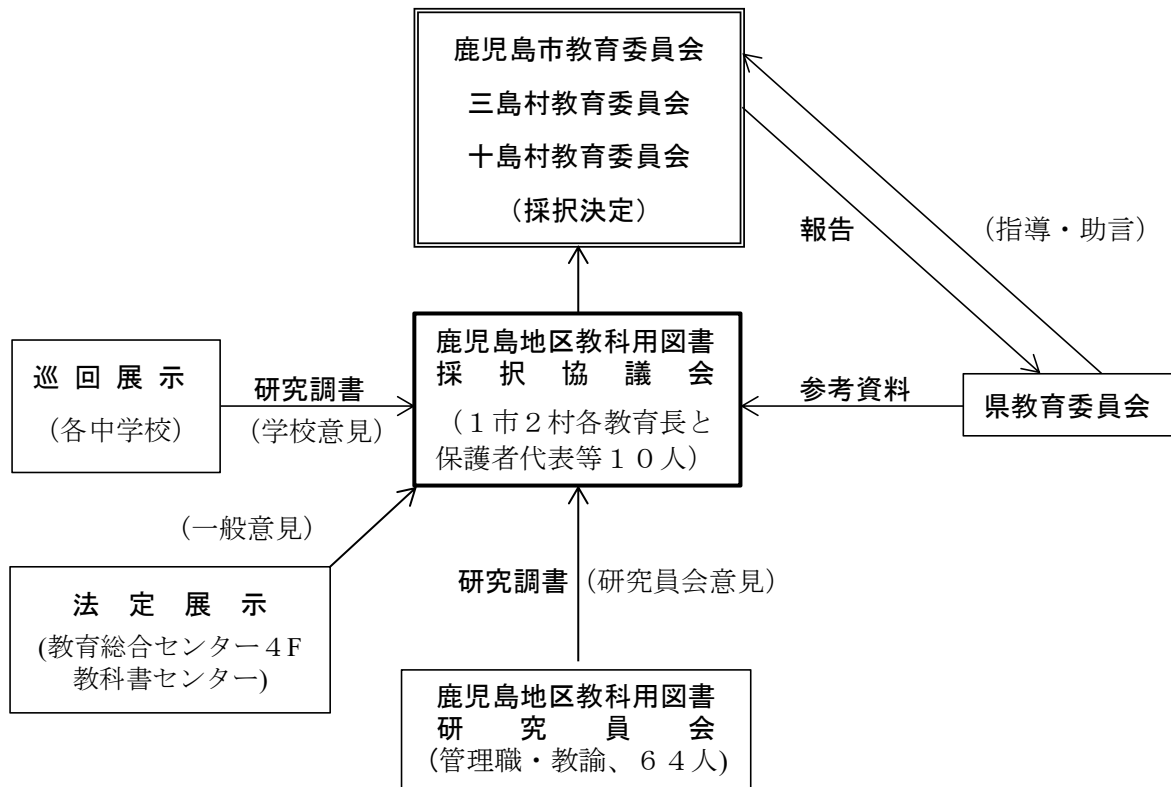 鹿児島市教育委員会
三島村教育委員会
十島村教育委員会
(採択決定)
報告
(指導・助言)
鹿児島地区教科用図書
採択協議会
(1市2村各教育長と
保護者代表等10人)
巡回展示
(各中学校)
研究調書
(学校意見)
参考資料
県教育委員会
(一般意見)
法定展示
(教育総合センター4F
教科書センター)
研究調書(研究員会意見)
鹿児島地区教科用図書
研究員会
(管理職・教諭、64人)